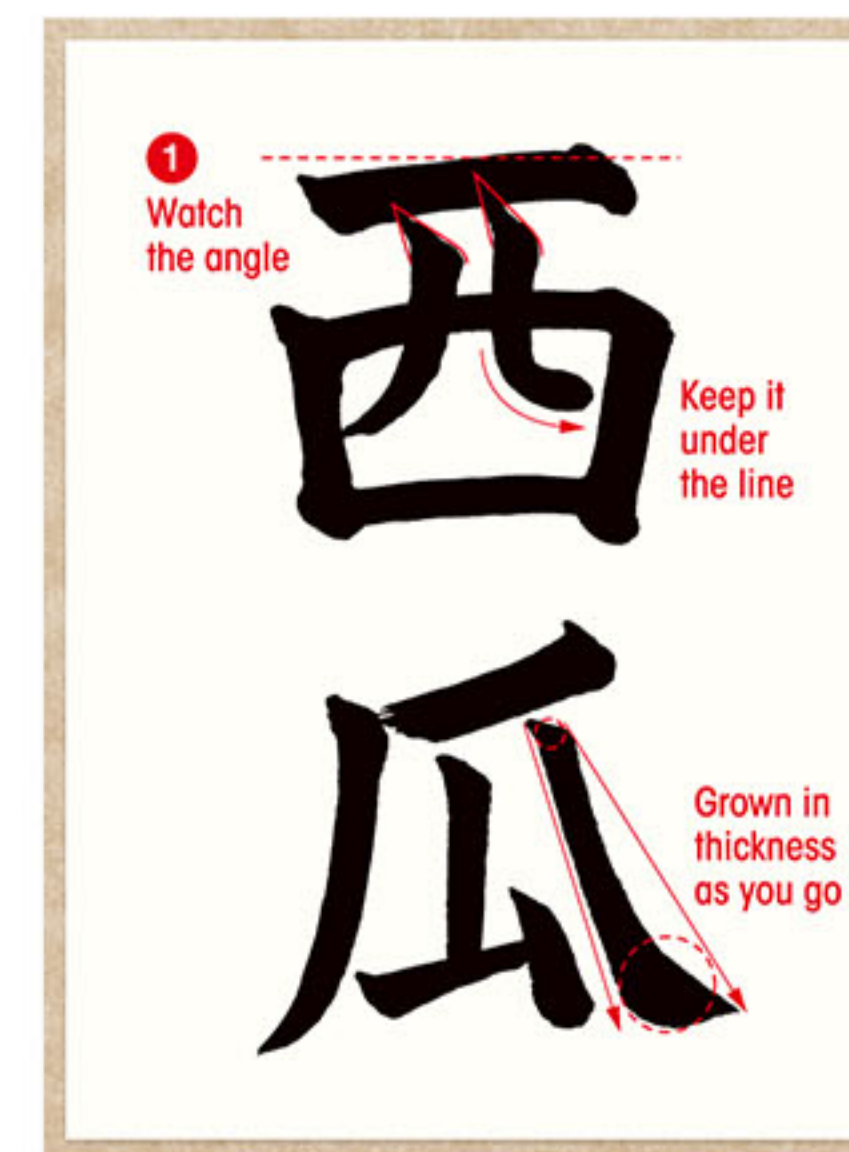 1
Watch
the angle
西
Keep it
under
the line
瓜
Grown in
thickness
as you go